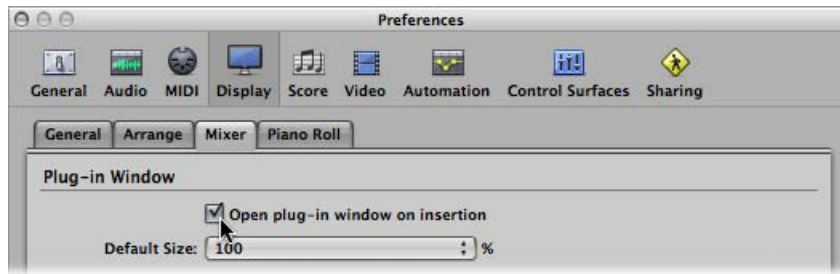 Preferences
General Audio MIDI Display Score Video Automation Control Surfaces Sharing
General Arrange Mixer Piano Roll
Plug-in Window
Open plug-in window on insertion
Default Size: 100 %